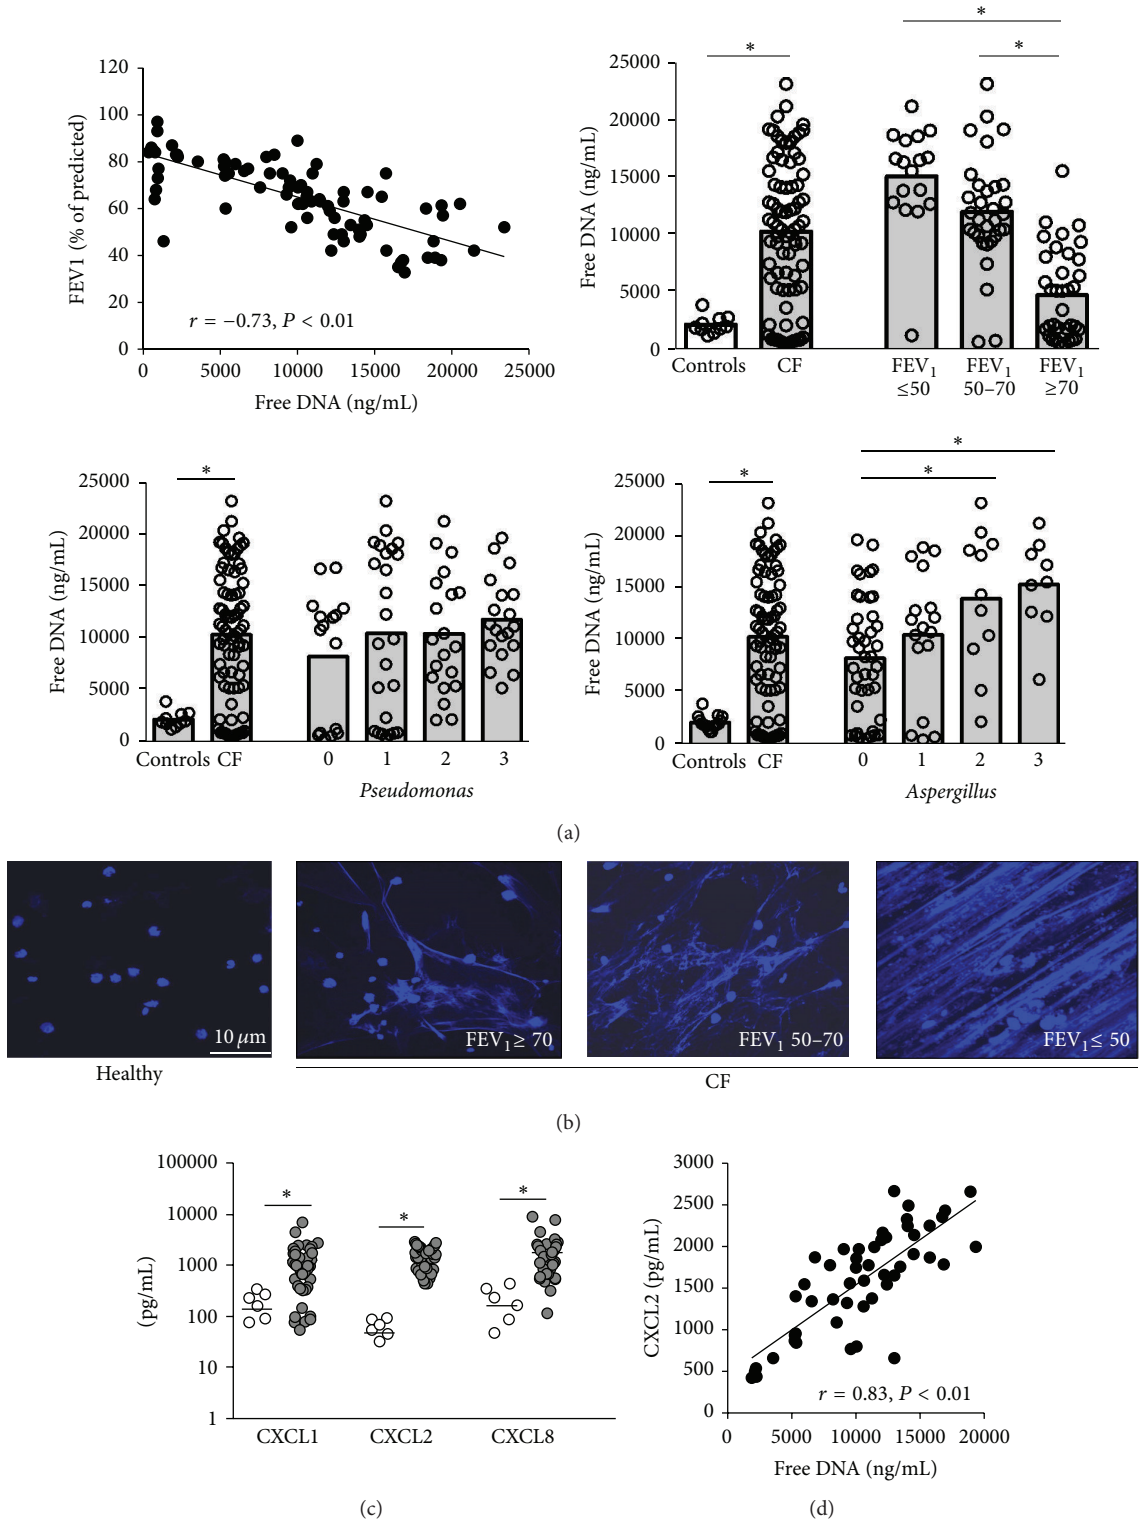 FEV1 (% of predicted)
120
100
80
60
40
20
0
r = −0.73, P < 0.01
0 5000 10000 15000 20000 25000
Free DNA (ng/mL)
Free DNA (ng/mL)
25000
20000
15000
10000
5000
0
* * *
Controls CF FEV1 ≤50 FEV1 50–70 FEV1 ≥70
Free DNA (ng/mL)
25000
20000
15000
10000
5000
0
*
Controls CF 0 1 2 3
Pseudomonas
Free DNA (ng/mL)
25000
20000
15000
10000
5000
0
* * *
Controls CF 0 1 2 3
Aspergillus
(a)
10 μm
FEV1 ≥ 70
FEV1 50–70
FEV1 ≤ 50
Healthy
CF
(b)
(pg/mL)
100000
10000
1000
100
10
1
* * *
CXCL1 CXCL2 CXCL8
(c)
CXCL2 (pg/mL)
3000
2500
2000
1500
1000
500
0
r = 0.83, P < 0.01
0 5000 10000 15000 20000
Free DNA (ng/mL)
(d)